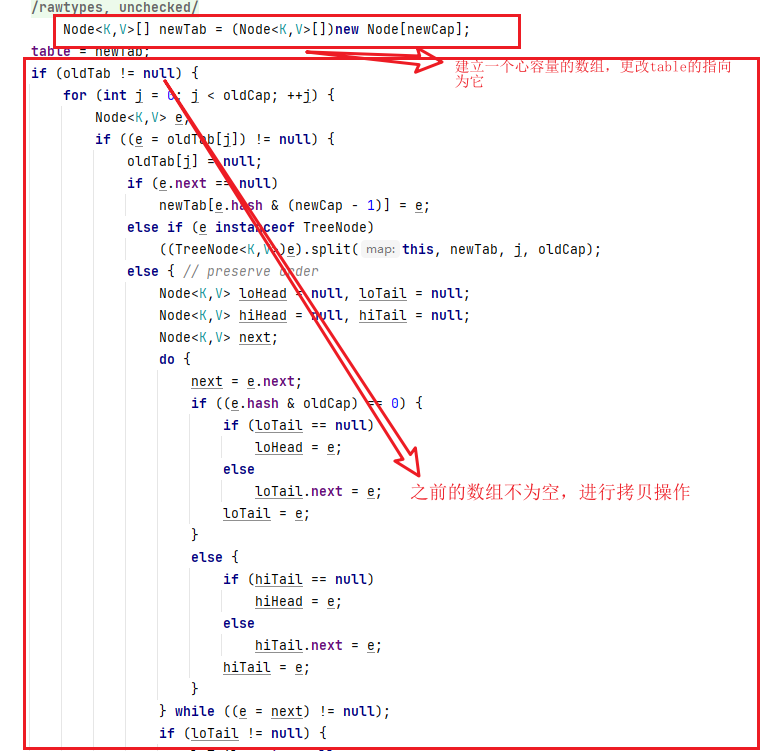 /rawtypes, unchecked/
Node<K,V>[] newTab = (Node<K,V>[])new Node[newCap];
table = newTab;
建立一个心容量的数组，更改table的指向
为它
if (oldTab != null) {
for (int j = 0; j < oldCap; ++j) {
Node<K,V> e;
if ((e = oldTab[j]) != null) {
oldTab[j] = null;
if (e.next == null)
newTab[e.hash & (newCap - 1)] = e;
else if (e instanceof TreeNode)
((TreeNode<K,V>)e).split( map: this, newTab, j, oldCap);
else { // preserve order
Node<K,V> loHead = null, loTail = null;
Node<K,V> hiHead = null, hiTail = null;
Node<K,V> next;
do {
next = e.next;
if ((e.hash & oldCap) == 0) {
if (loTail == null)
loHead = e;
else
loTail.next = e;
之前的数组不为空，进行拷贝操作
loTail = e;
}
else {
if (hiTail == null)
hiHead = e;
else
hiTail.next = e;
hiTail = e;
}
} while ((e = next) != null);
if (loTail != null) {